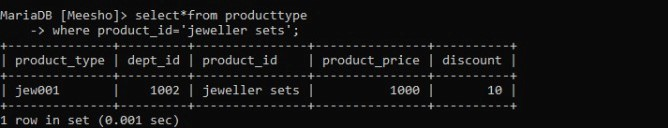 MariaDB [Meesho]> select*from producttype
    -> where product_id='jeweller sets';
+--------------+---------+---------------+---------------+----------+
| product_type | dept_id | product_id    | product_price | discount |
+--------------+---------+---------------+---------------+----------+
| jew001       |    1002 | jeweller sets |          1000 |       10 |
+--------------+---------+---------------+---------------+----------+
1 row in set (0.001 sec)